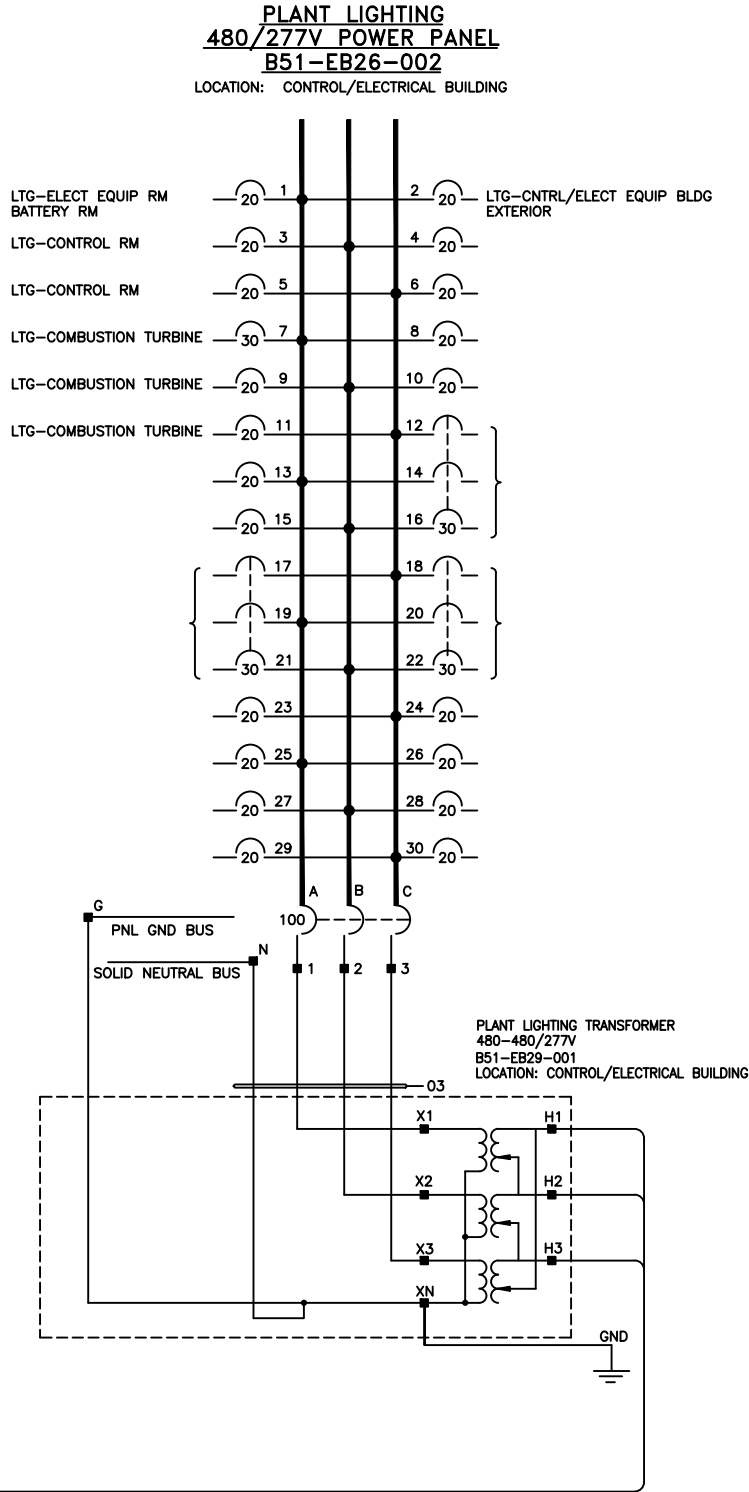 PLANT LIGHTING
480/277V POWER PANEL
B51-EB26-002
LOCATION: CONTROL/ELECTRICAL BUILDING
LTG-ELECT EQUIP RM
BATTERY RM
20 1 2 20
LTG-CNTRL/ELECT EQUIP BLDG
EXTERIOR
LTG-CONTROL RM 20 3 4 20
LTG-CONTROL RM 20 5 6 20
LTG-COMBUSTION TURBINE 30 7 8 20
LTG-COMBUSTION TURBINE 20 9 10 20
LTG-COMBUSTION TURBINE 20 11 12
20 13 14
20 15 16 30
17 18
19 20
30 21 22 30
20 23 24 20
20 25 26 20
20 27 28 20
20 29 30 20
A B C
G
100
PNL GND BUS
N
SOLID NEUTRAL BUS
1 2 3
PLANT LIGHTING TRANSFORMER
480-480/277V
B51-EB29-001
LOCATION: CONTROL/ELECTRICAL BUILDING
03
X1 H1
X2 H2
X3 H3
XN
GND